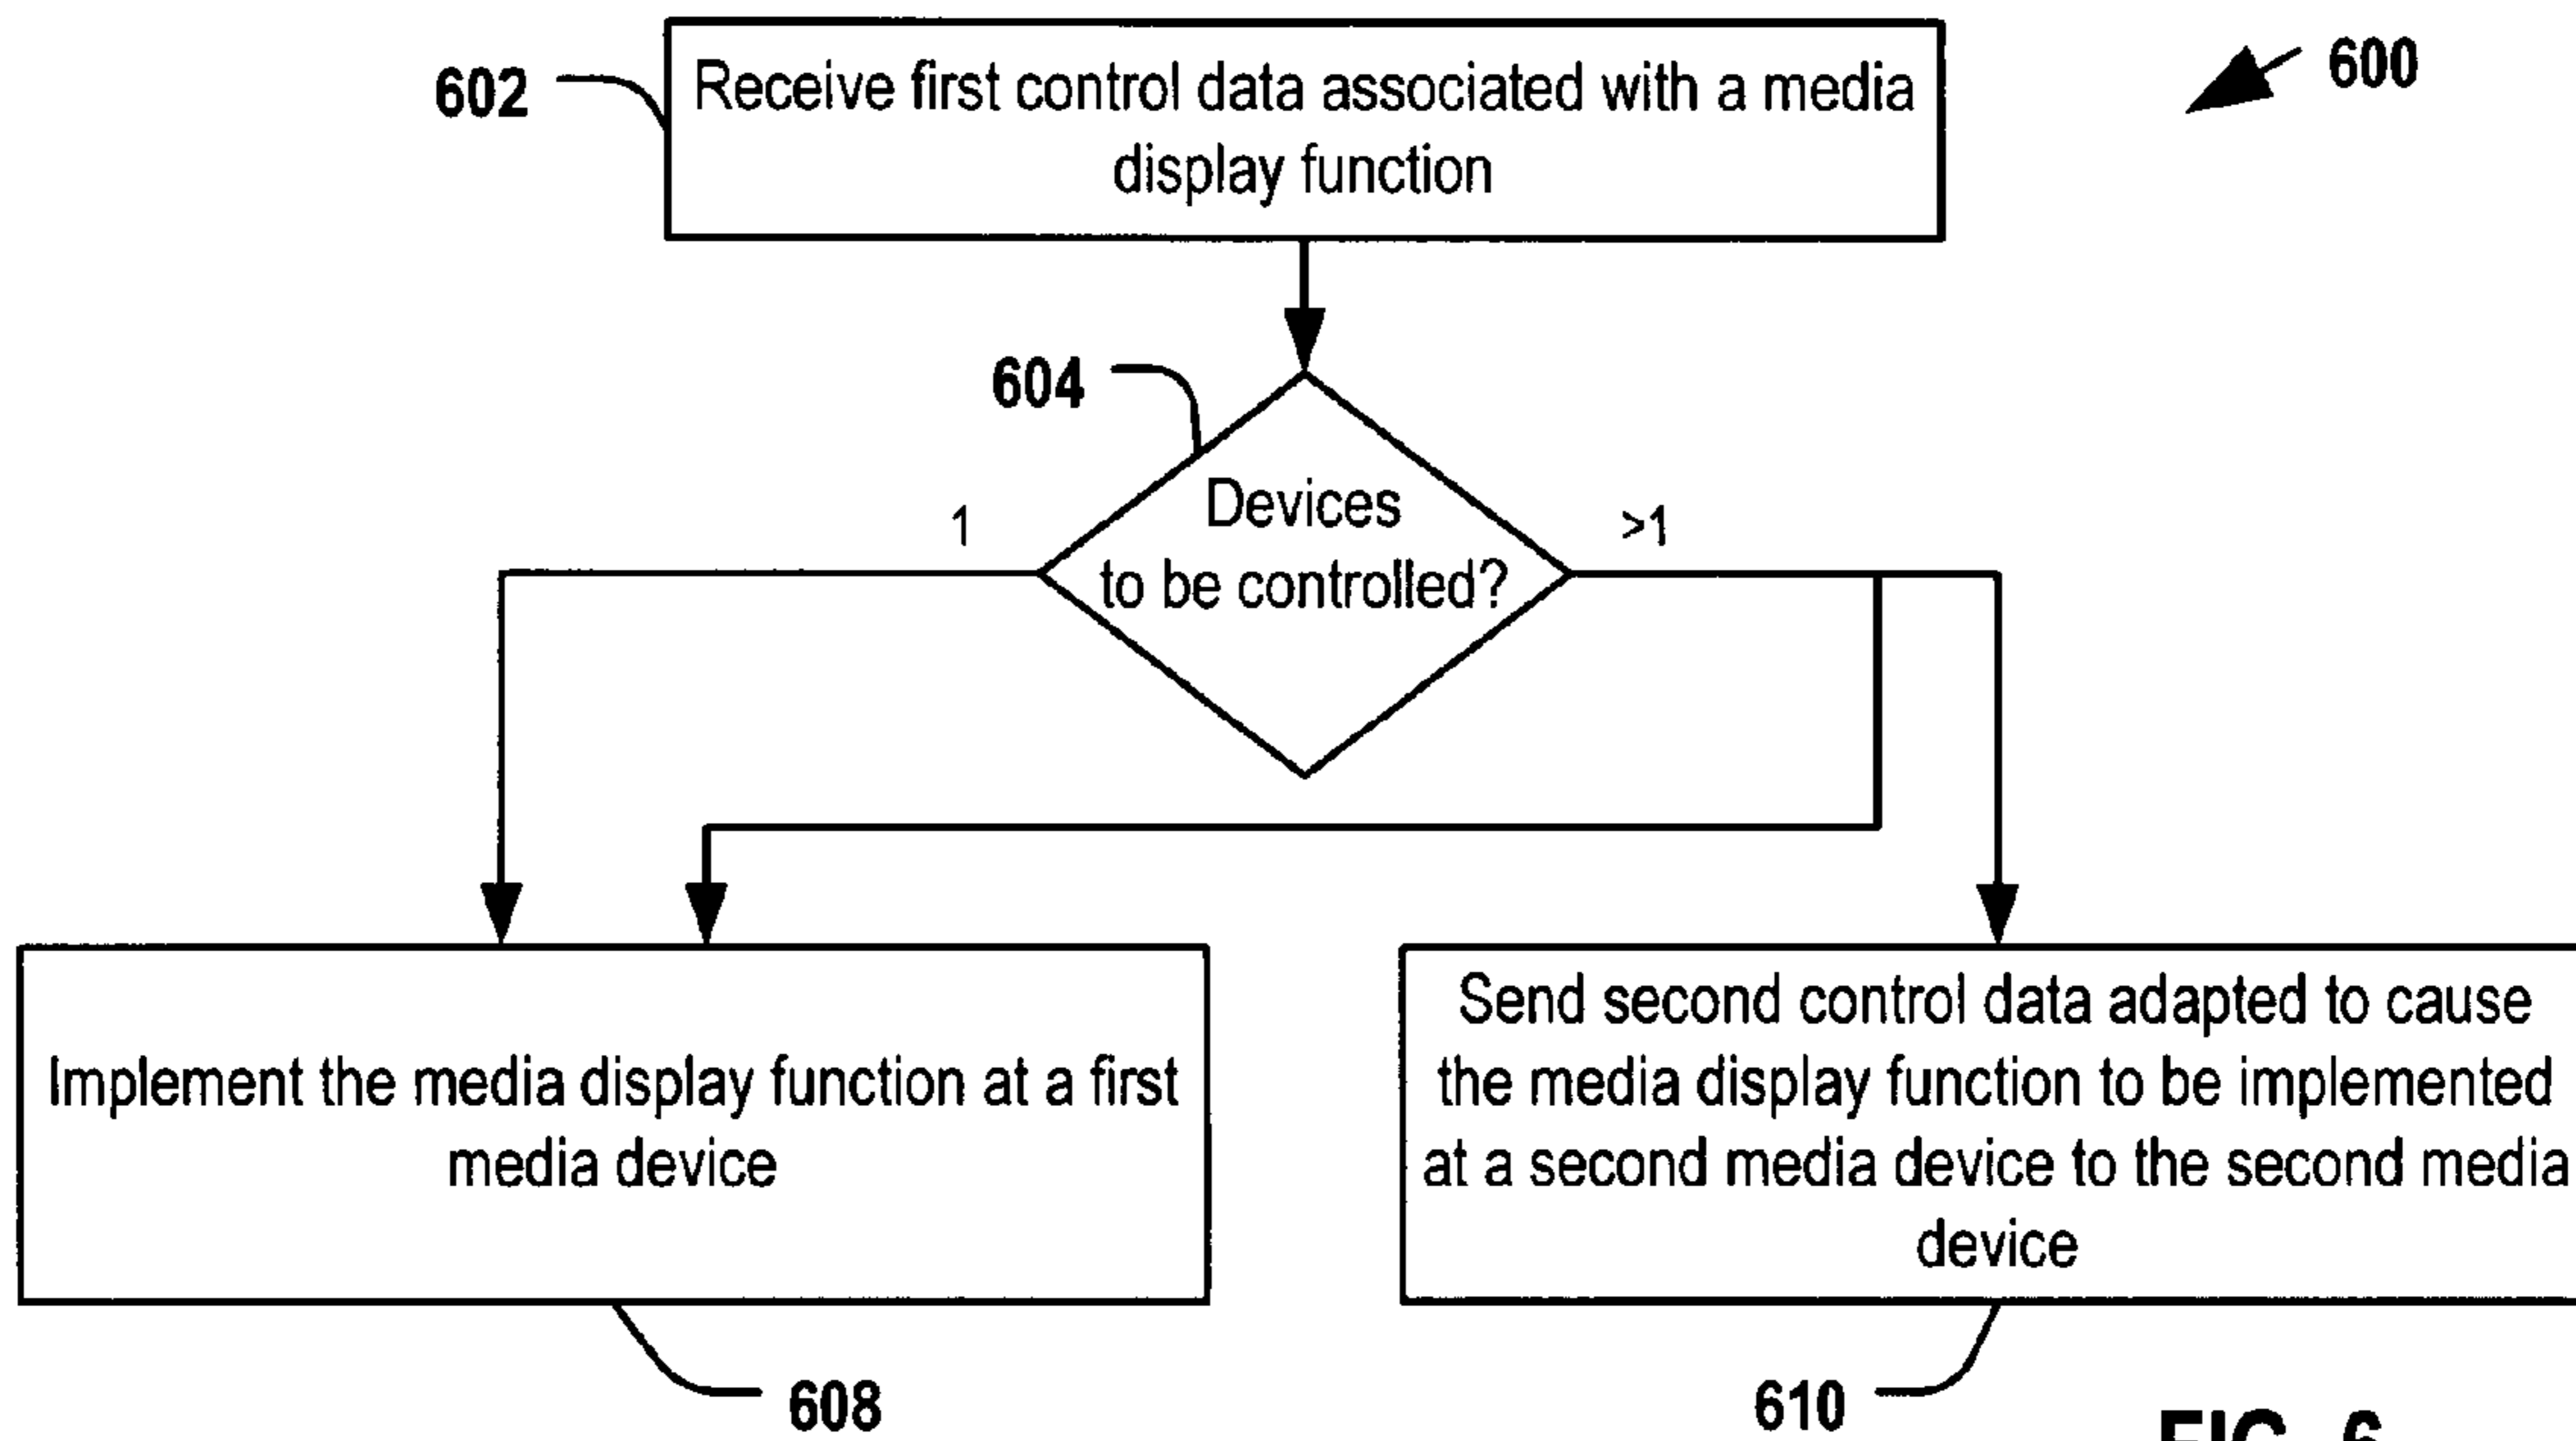 600
602
Receive first control data associated with a media
display function
604
Devices
to be controlled?
1
>1
Implement the media display function at a first
media device
Send second control data adapted to cause
the media display function to be implemented
at a second media device to the second media
device
608
610
FIG. 6